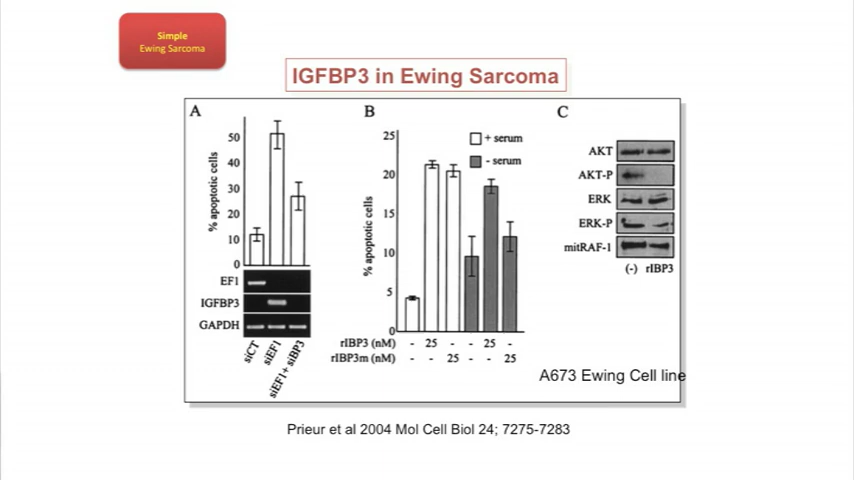 Simple
Ewing Sarcoma
IGFBP3 in Ewing Sarcoma
A
% apoptotic cells
50
40
30
20
10
0
EF1
IGFBP3
GAPDH
siCT
siEF1
siEF1+ siBP3
B
% apoptotic cells
25
20
15
10
5
0
+ serum
- serum
rIBP3 (nM) - 25 - - 25 -
rIBP3m (nM) - - 25 - - 25
C
AKT
AKT-P
ERK
ERK-P
mitRAF-1
(-) rIBP3
A673 Ewing Cell line
Prieur et al 2004 Mol Cell Biol 24; 7275-7283